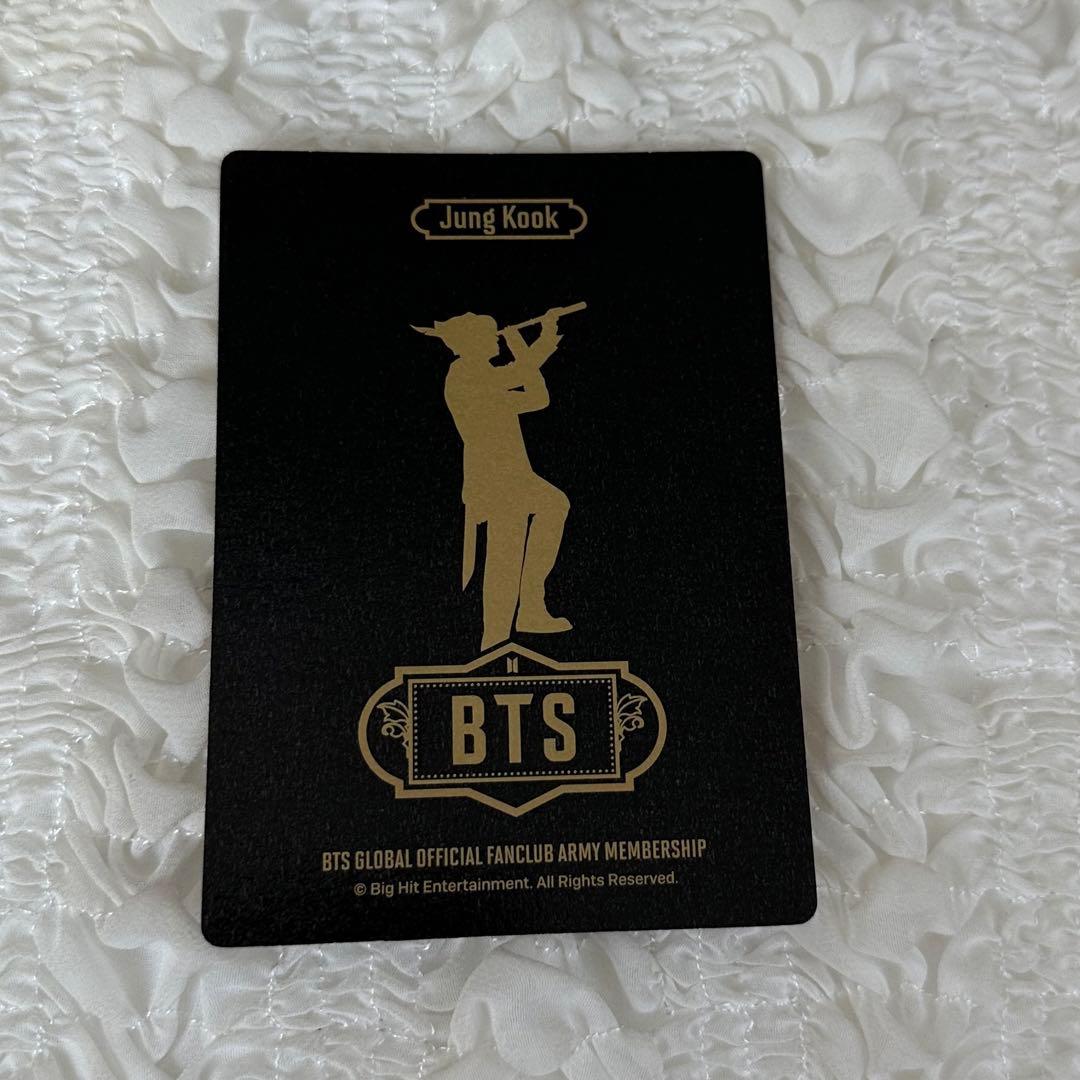 Jung Kook
BTS
BTS GLOBAL OFFICIAL FANCLUB ARMY MEMBERSHIP
© Big Hit Entertainment. All Rights Reserved.